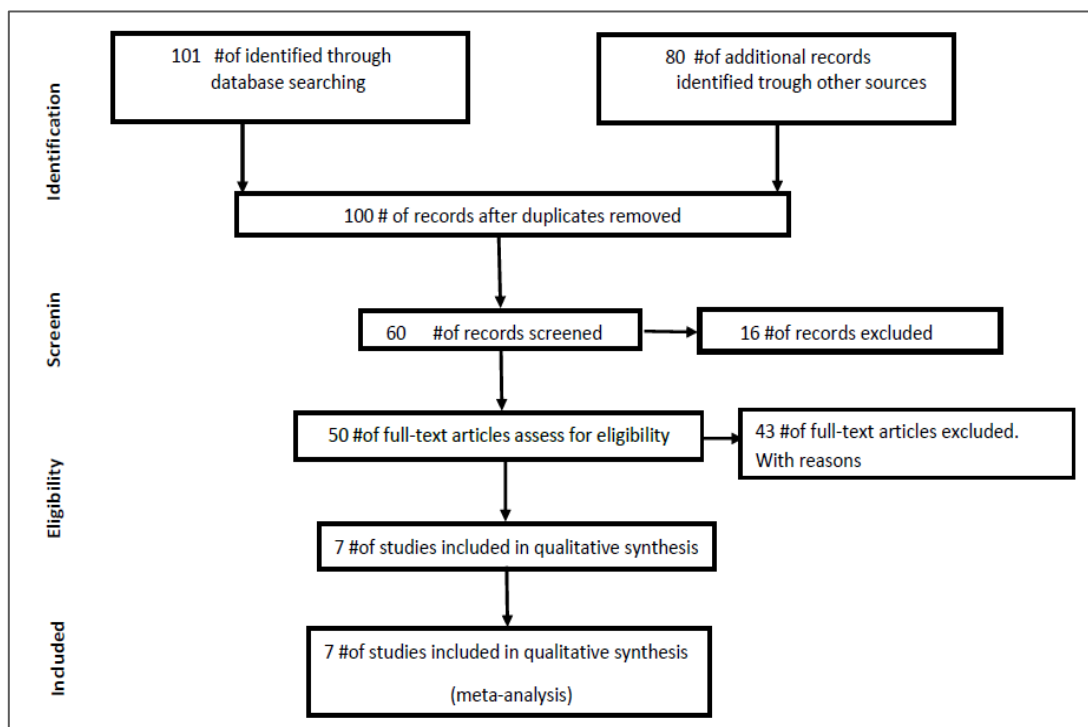 Identification
101 #of identified through
database searching
80 #of additional records
identified trough other sources
100 # of records after duplicates removed
Screenin
60 #of records screened
16 #of records excluded
Eligibility
50 #of full-text articles assess for eligibility
43 #of full-text articles excluded.
With reasons
7 #of studies included in qualitative synthesis
Included
7 #of studies included in qualitative synthesis
(meta-analysis)